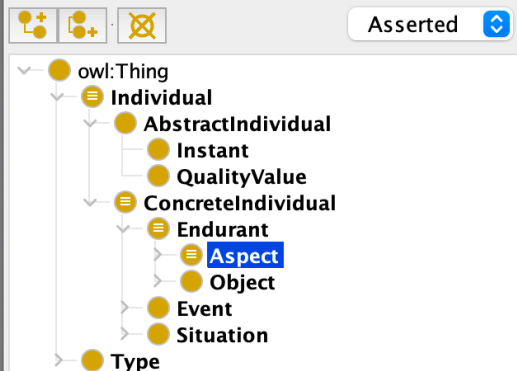 Asserted
owl:Thing
Individual
AbstractIndividual
Instant
QualityValue
ConcreteIndividual
Endurant
Aspect
Object
Event
Situation
Type